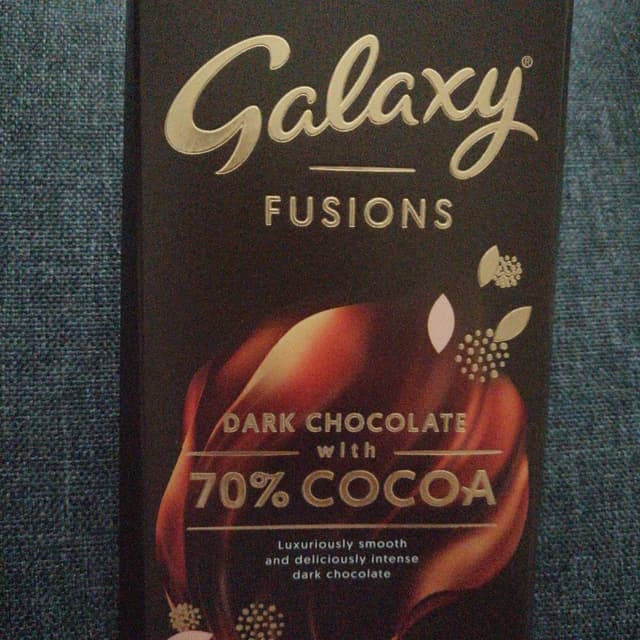 Galaxy®
FUSIONS
DARK CHOCOLATE
with
70% COCOA
Luxuriously smooth
and deliciously intense
dark chocolate